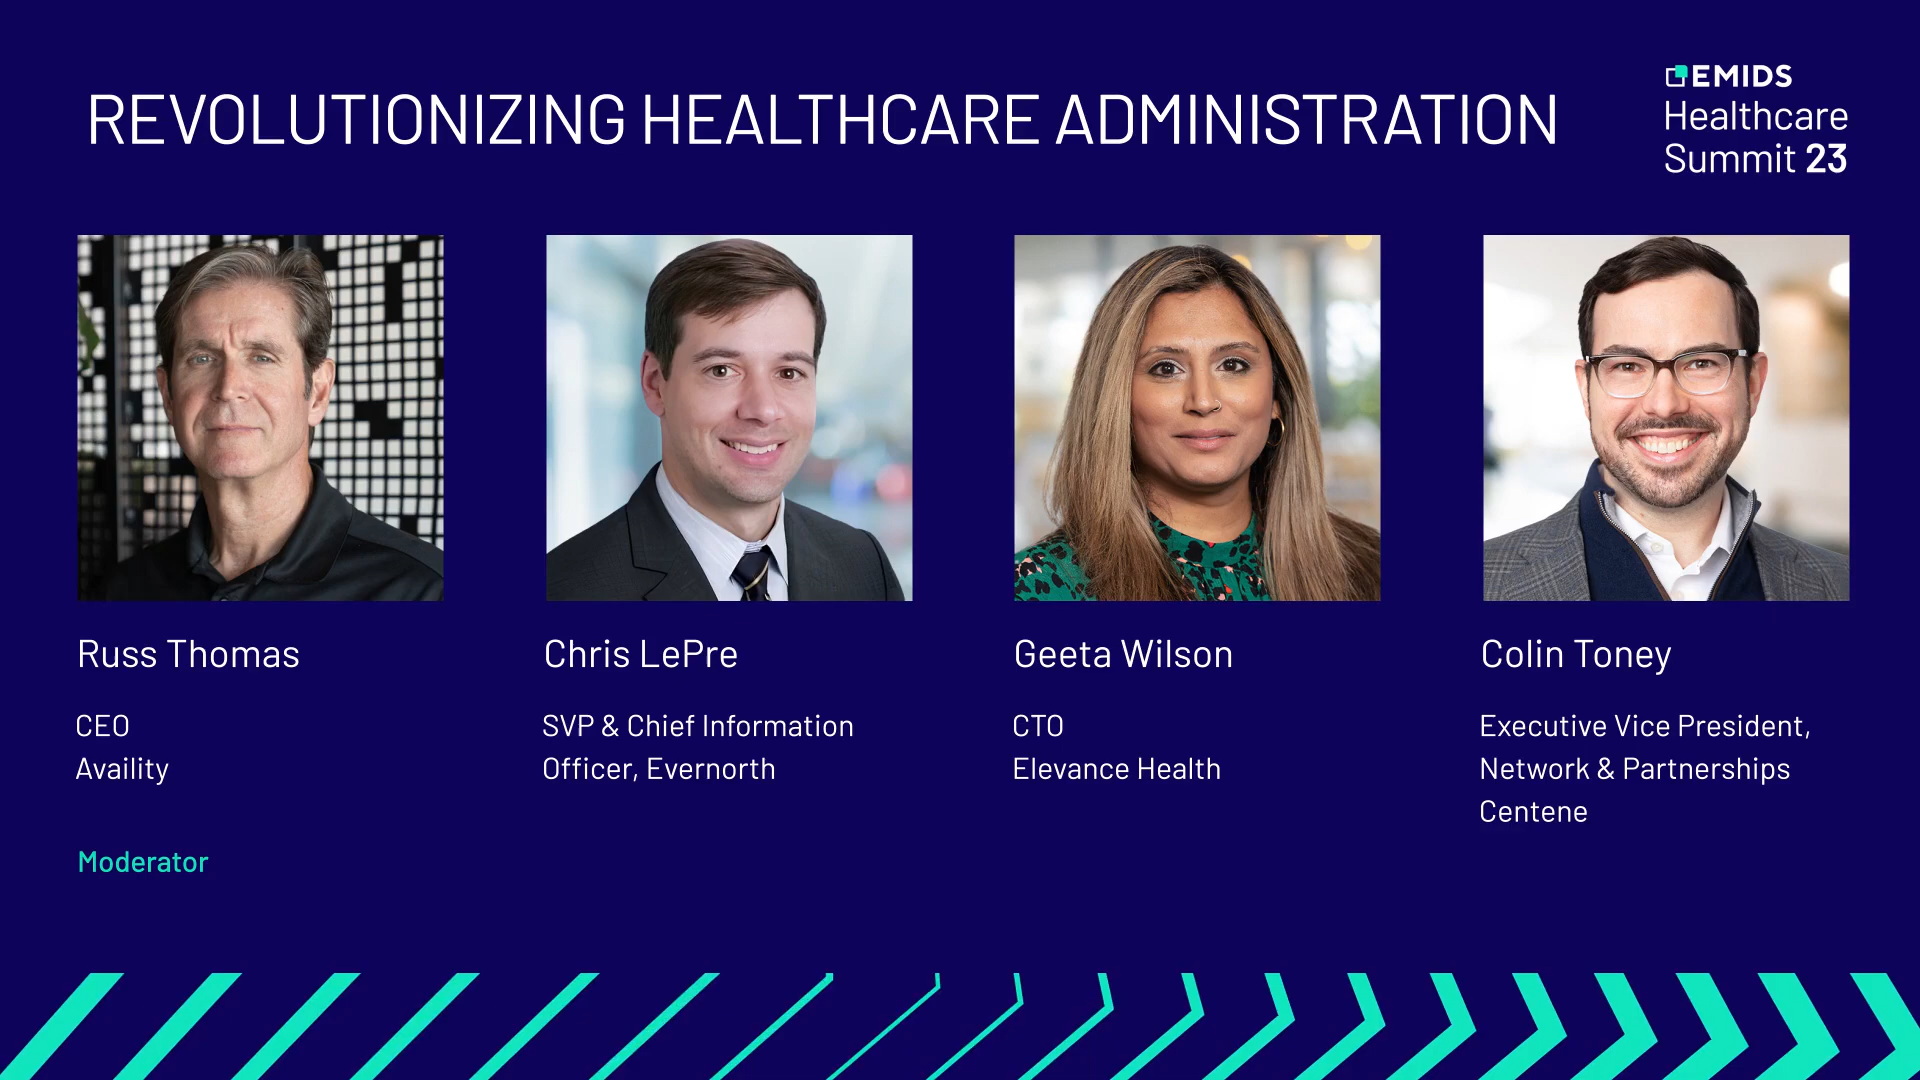 REVOLUTIONIZING HEALTHCARE ADMINISTRATION
EMIDS
Healthcare
Summit 23
Russ Thomas
CEO
Availity
Moderator
Chris LePre
SVP & Chief Information
Officer, Evernorth
Geeta Wilson
CTO
Elevance Health
Colin Toney
Executive Vice President,
Network & Partnerships
Centene